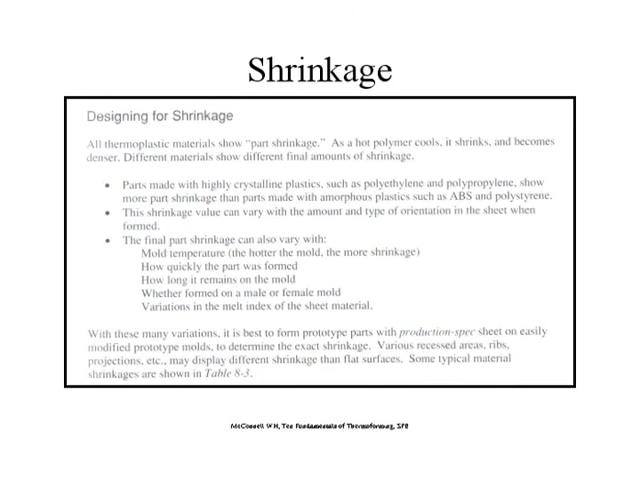 Shrinkage
Designing for Shrinkage
All thermoplastic materials show "part shrinkage." As a hot polymer cools, it shrinks, and becomes
denser. Different materials show different final amounts of shrinkage.
• Parts made with highly crystalline plastics, such as polyethylene and polypropylene, show
more part shrinkage than parts made with amorphous plastics such as ABS and polystyrene.
• This shrinkage value can vary with the amount and type of orientation in the sheet when
formed.
• The final part shrinkage can also vary with:
Mold temperature (the hotter the mold, the more shrinkage)
How quickly the part was formed
How long it remains on the mold
Whether formed on a male or female mold
Variations in the melt index of the sheet material.
With these many variations, it is best to form prototype parts with production-spec sheet on easily
modified prototype molds, to determine the exact shrinkage. Various recessed areas, ribs,
projections, etc., may display different shrinkage than flat surfaces. Some typical material
shrinkages are shown in Table 8-3.
McConnell WH, Ten Fundamentals of Thermoforming, SPE